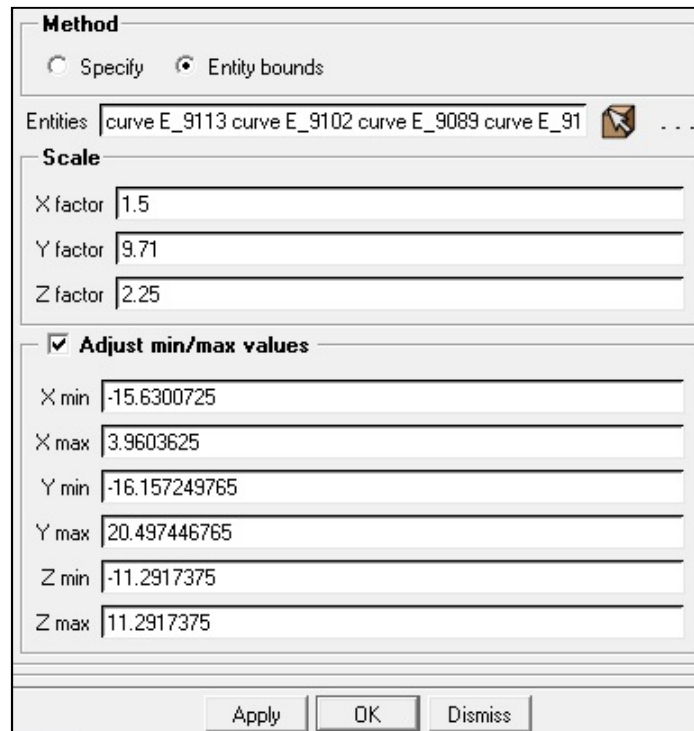 Method
Specify Entity bounds
Entities curve E_9113 curve E_9102 curve E_9089 curve E_91 ...
Scale
X factor 1.5
Y factor 9.71
Z factor 2.25
Adjust min/max values
X min -15.6300725
X max 3.9603625
Y min -16.157249765
Y max 20.497446765
Z min -11.2917375
Z max 11.2917375
Apply OK Dismiss